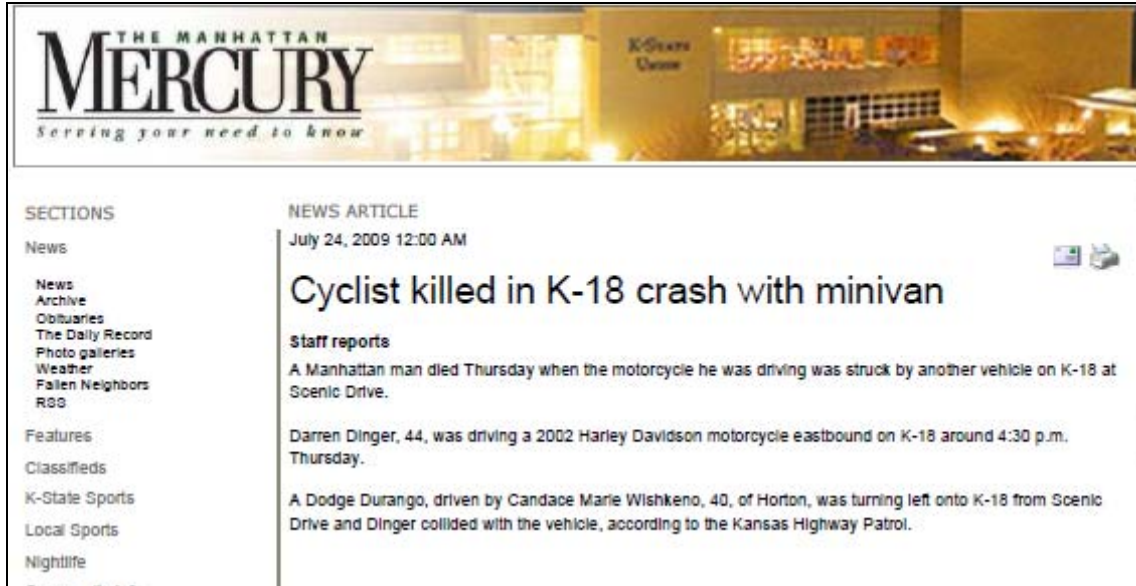 THE MANHATTAN
MERCURY
Serving your need to know
K-State
Union
SECTIONS
News
News
Archive
Obituaries
The Daily Record
Photo galleries
Weather
Fallen Neighbors
RSS
Features
Classifieds
K-State Sports
Local Sports
Nightlife
NEWS ARTICLE
July 24, 2009 12:00 AM
Cyclist killed in K-18 crash with minivan
Staff reports
A Manhattan man died Thursday when the motorcycle he was driving was struck by another vehicle on K-18 at
Scenic Drive.
Darren Dinger, 44, was driving a 2002 Harley Davidson motorcycle eastbound on K-18 around 4:30 p.m.
Thursday.
A Dodge Durango, driven by Candace Marie Wishkeno, 40, of Horton, was turning left onto K-18 from Scenic
Drive and Dinger collided with the vehicle, according to the Kansas Highway Patrol.